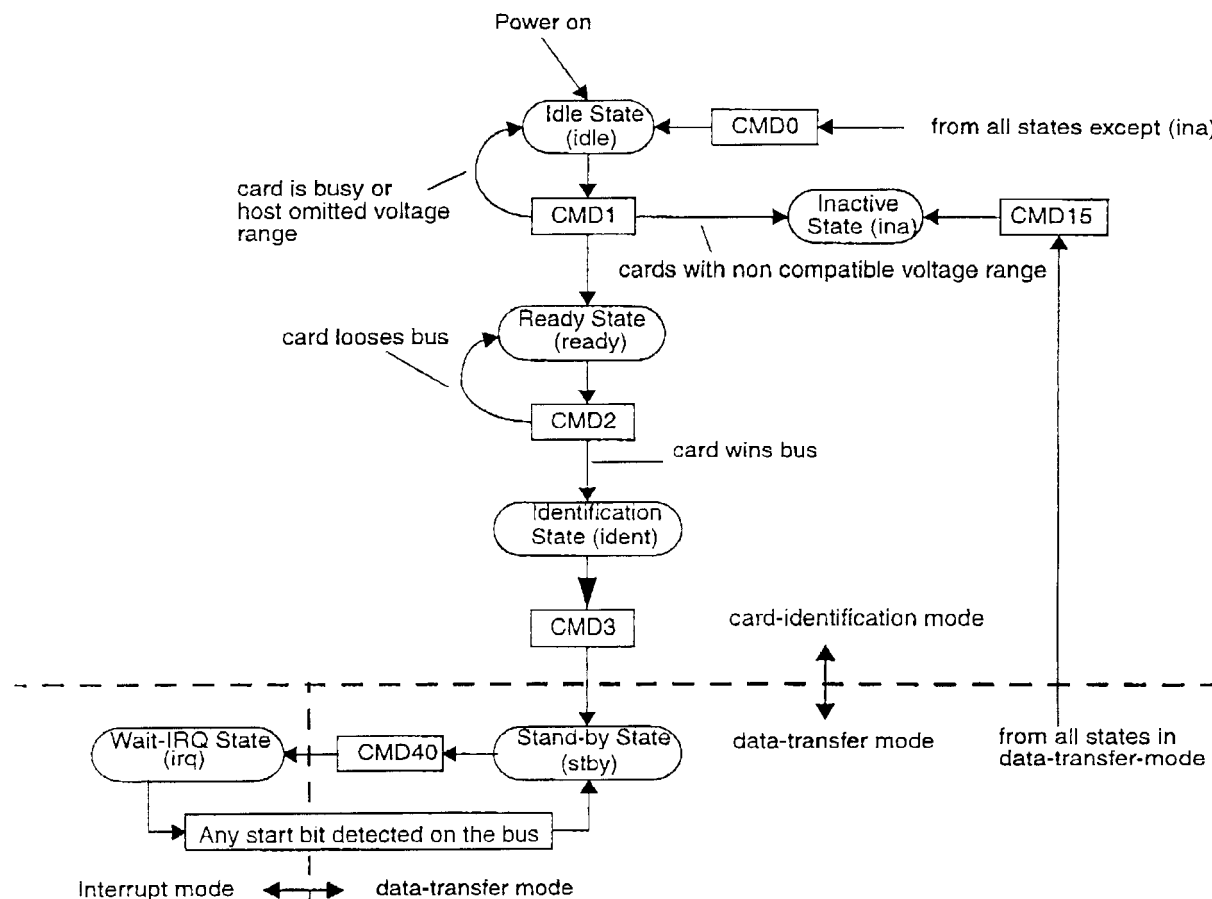 Power on
Idle State
(idle)
CMD0
from all states except (ina)
card is busy or
host omitted voltage
range
CMD1
Inactive
State (ina)
CMD15
cards with non compatible voltage range
Ready State
(ready)
card looses bus
CMD2
card wins bus
Identification
State (ident)
CMD3
card-identification mode
Wait-IRQ State
(irq)
CMD40
Stand-by State
(stby)
data-transfer mode
from all states in
data-transfer-mode
Any start bit detected on the bus
Interrupt mode
data-transfer mode